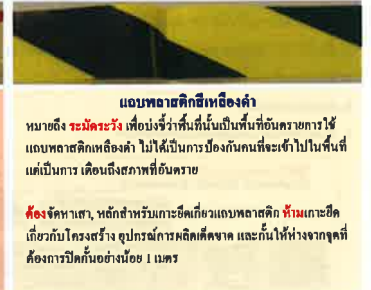 แถบพลาสติกสีเหลืองดำ
หมายถึง ระมัดระวัง เพื่อบ่งชี้ว่าพื้นที่นั้นเป็นพื้นที่อันตรายการใช้
แถบพลาสติกเหลืองดำ ไม่ได้เป็นการป้องกันคนที่จะเข้าไปในพื้นที่
แต่เป็นการ เตือนถึงสภาพที่อันตราย
ต้องจัดหาเสา, หลักสำหรับเกาะยึดเกี่ยวแถบพลาสติก ห้ามเกาะยึด
เกี่ยวกับโครงสร้าง อุปกรณ์การผลิตเด็ดขาด และกั้นให้ห่างจากจุดที่
ต้องการปิดกั้นอย่างน้อย 1 เมตร